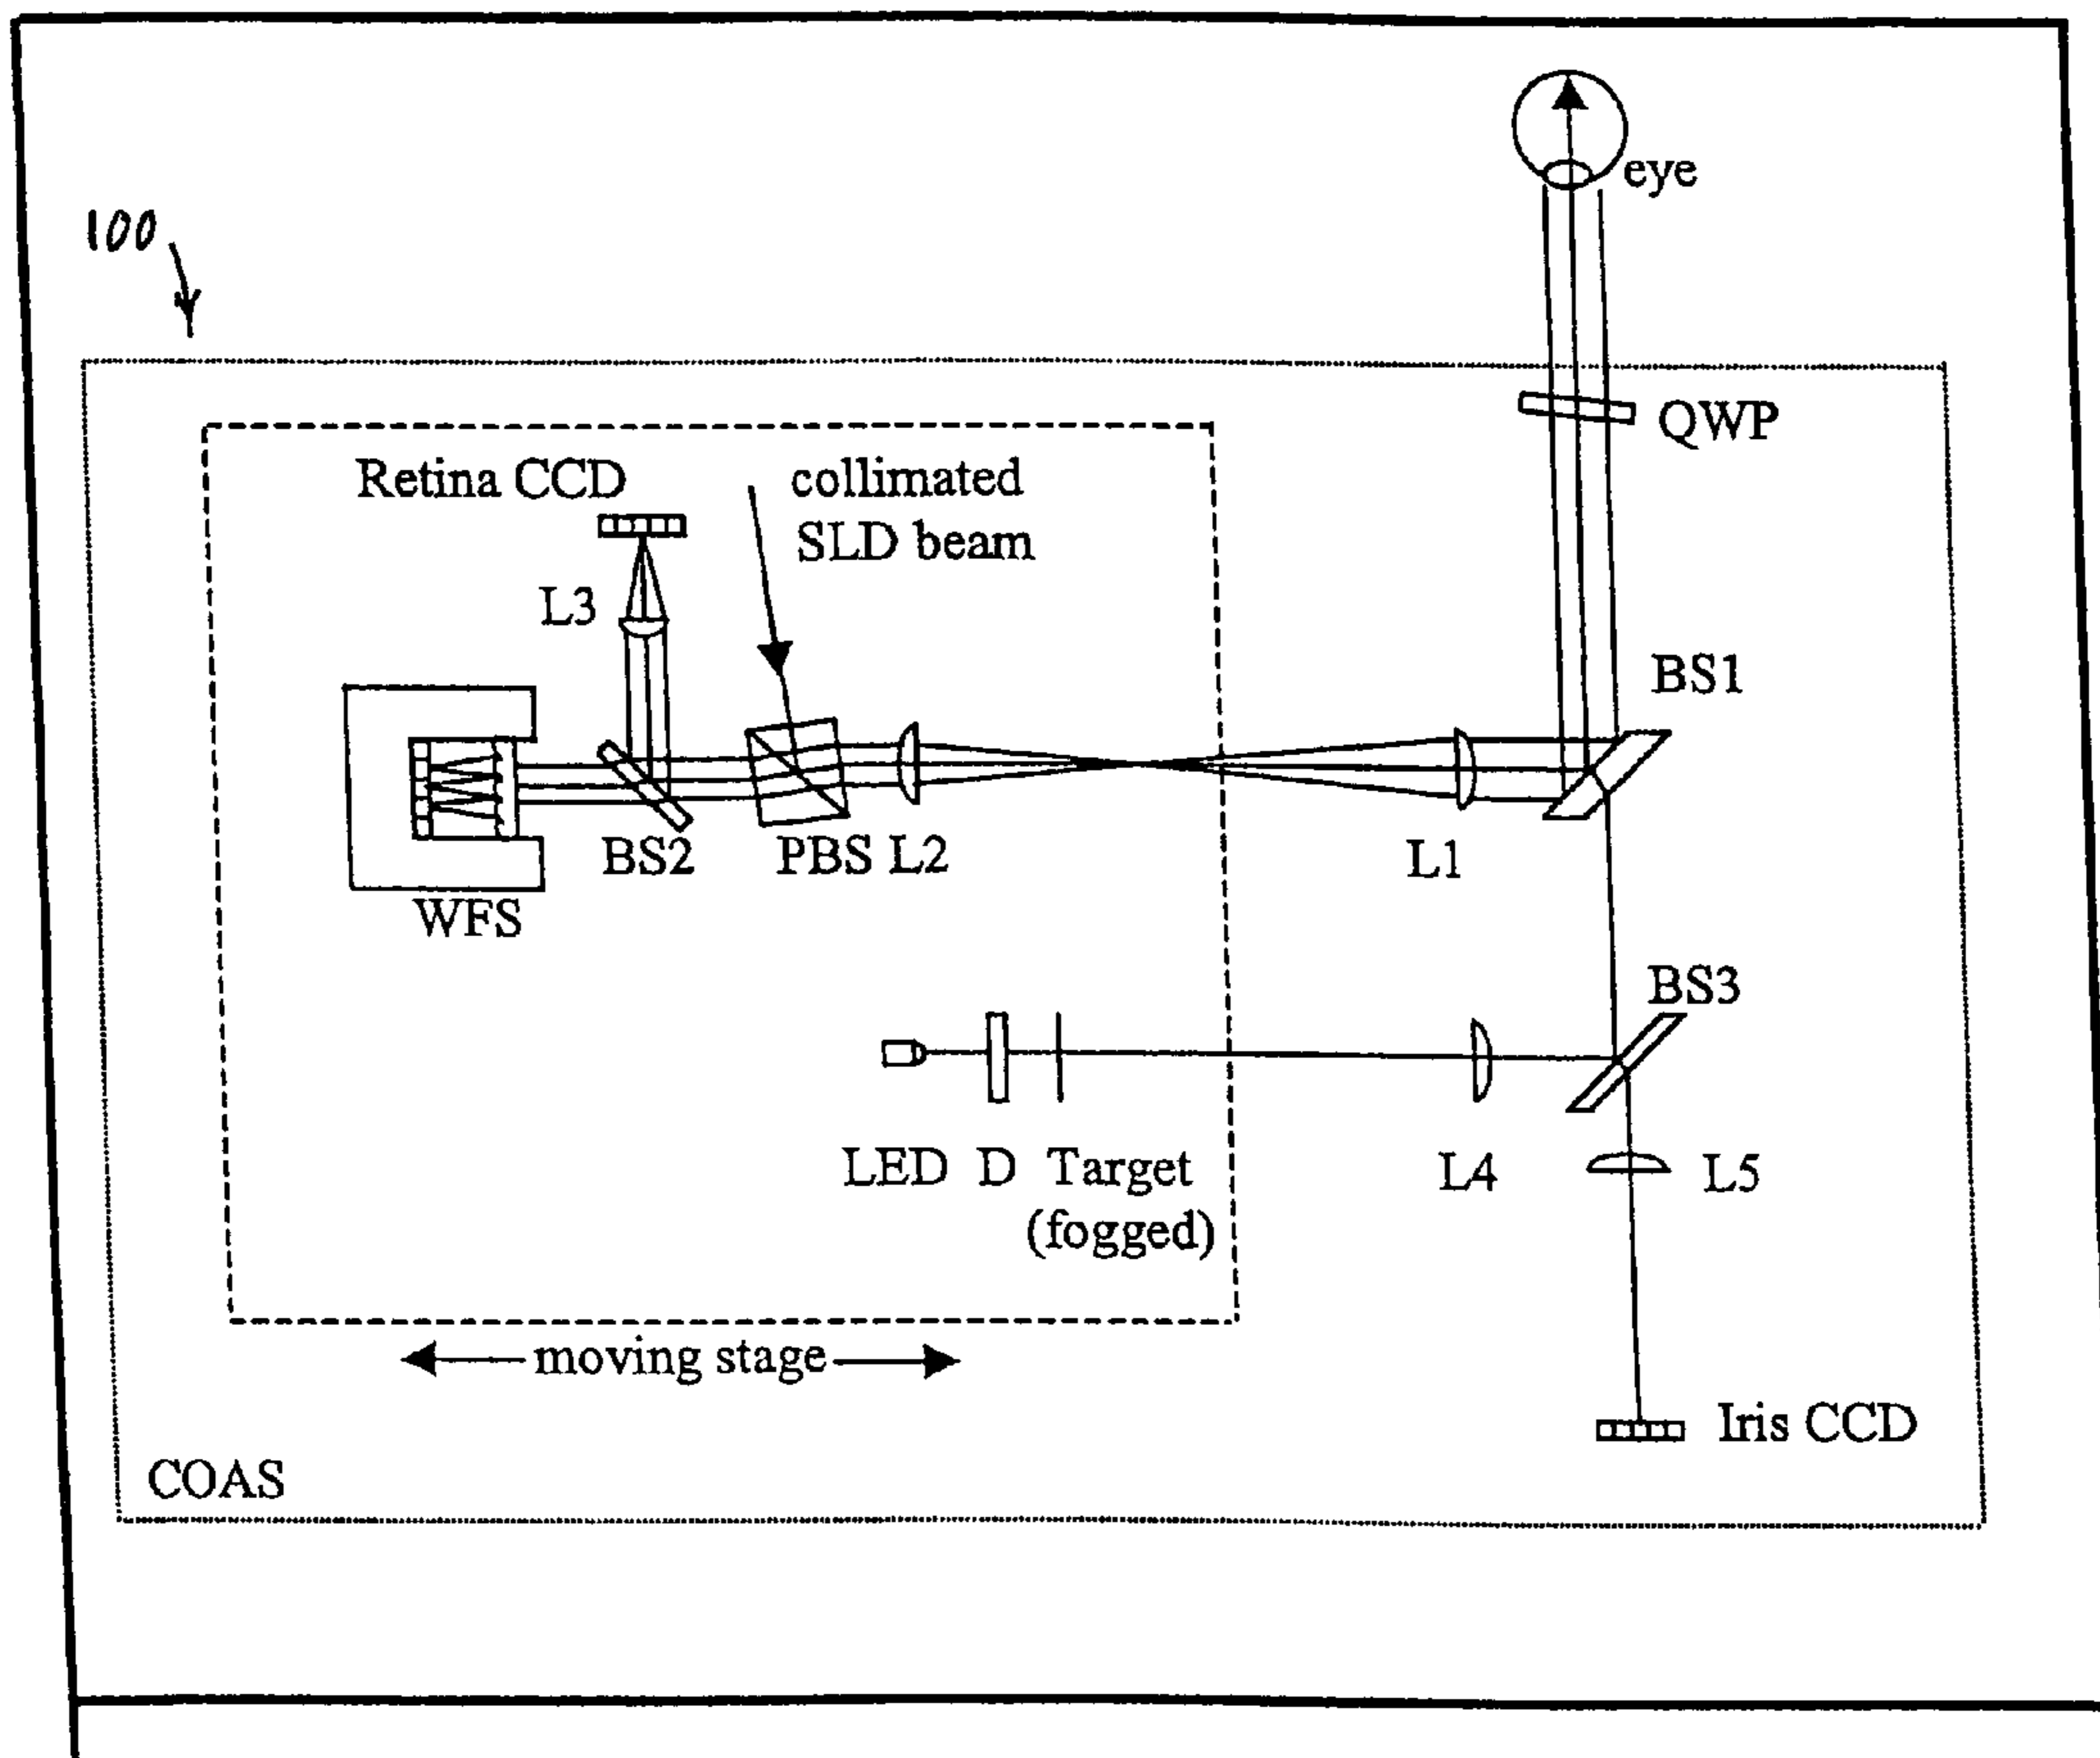 eye
100
QWP
Retina CCD
collimated
SLD beam
L3
BS1
BS2
PBS
L2
L1
WFS
BS3
LED
D
Target
(fogged)
L4
L5
moving stage
Iris CCD
COAS